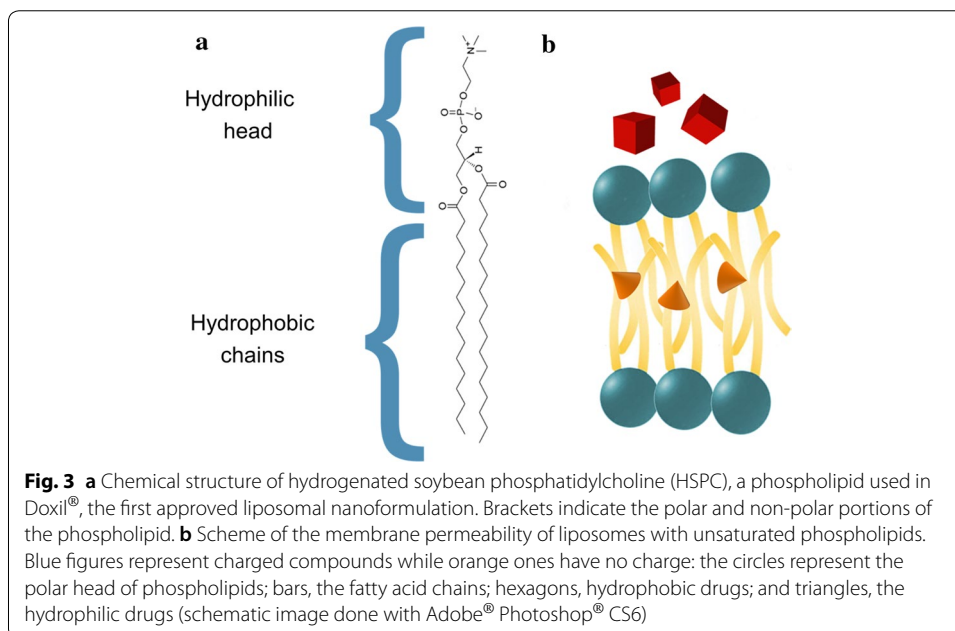 a
b
Hydrophilic
head
N
+
O
O
P
O
-
O
H
O
O
O
O
Hydrophobic
chains
Fig. 3 a Chemical structure of hydrogenated soybean phosphatidylcholine (HSPC), a phospholipid used in
Doxil®, the first approved liposomal nanoformulation. Brackets indicate the polar and non-polar portions of
the phospholipid. b Scheme of the membrane permeability of liposomes with unsaturated phospholipids.
Blue figures represent charged compounds while orange ones have no charge: the circles represent the
polar head of phospholipids; bars, the fatty acid chains; hexagons, hydrophobic drugs; and triangles, the
hydrophilic drugs (schematic image done with Adobe® Photoshop® CS6)